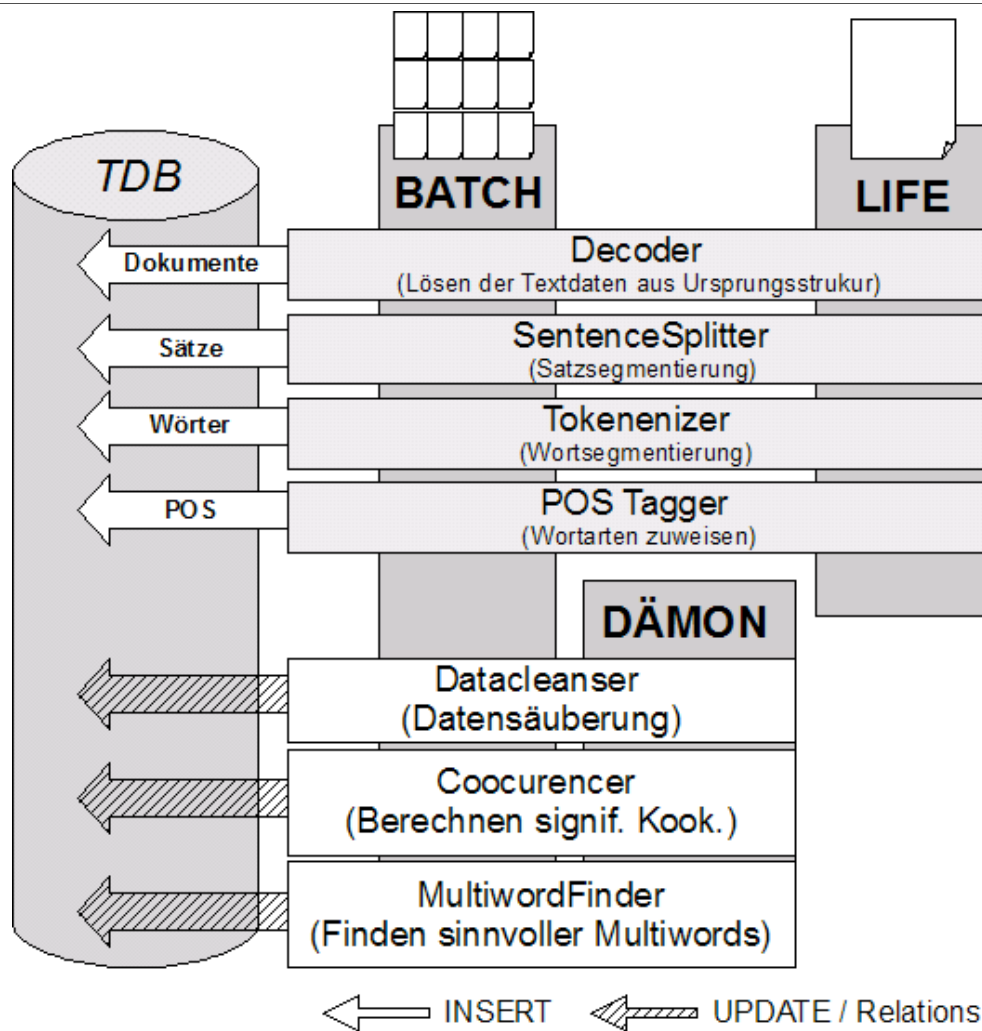 TDB
BATCH
LIFE
Dokumente
Decoder
(Lösen der Textdaten aus Ursprungsstrukur)
Sätze
SentenceSplitter
(Satzsegmentierung)
Wörter
Tokenenizer
(Wortsegmentierung)
POS
POS Tagger
(Wortarten zuweisen)
DÄMON
Datacleanser
(Datensäuberung)
Coocurencer
(Berechnen signif. Kook.)
MultiwordFinder
(Finden sinnvoller Multiwords)
INSERT
UPDATE / Relations